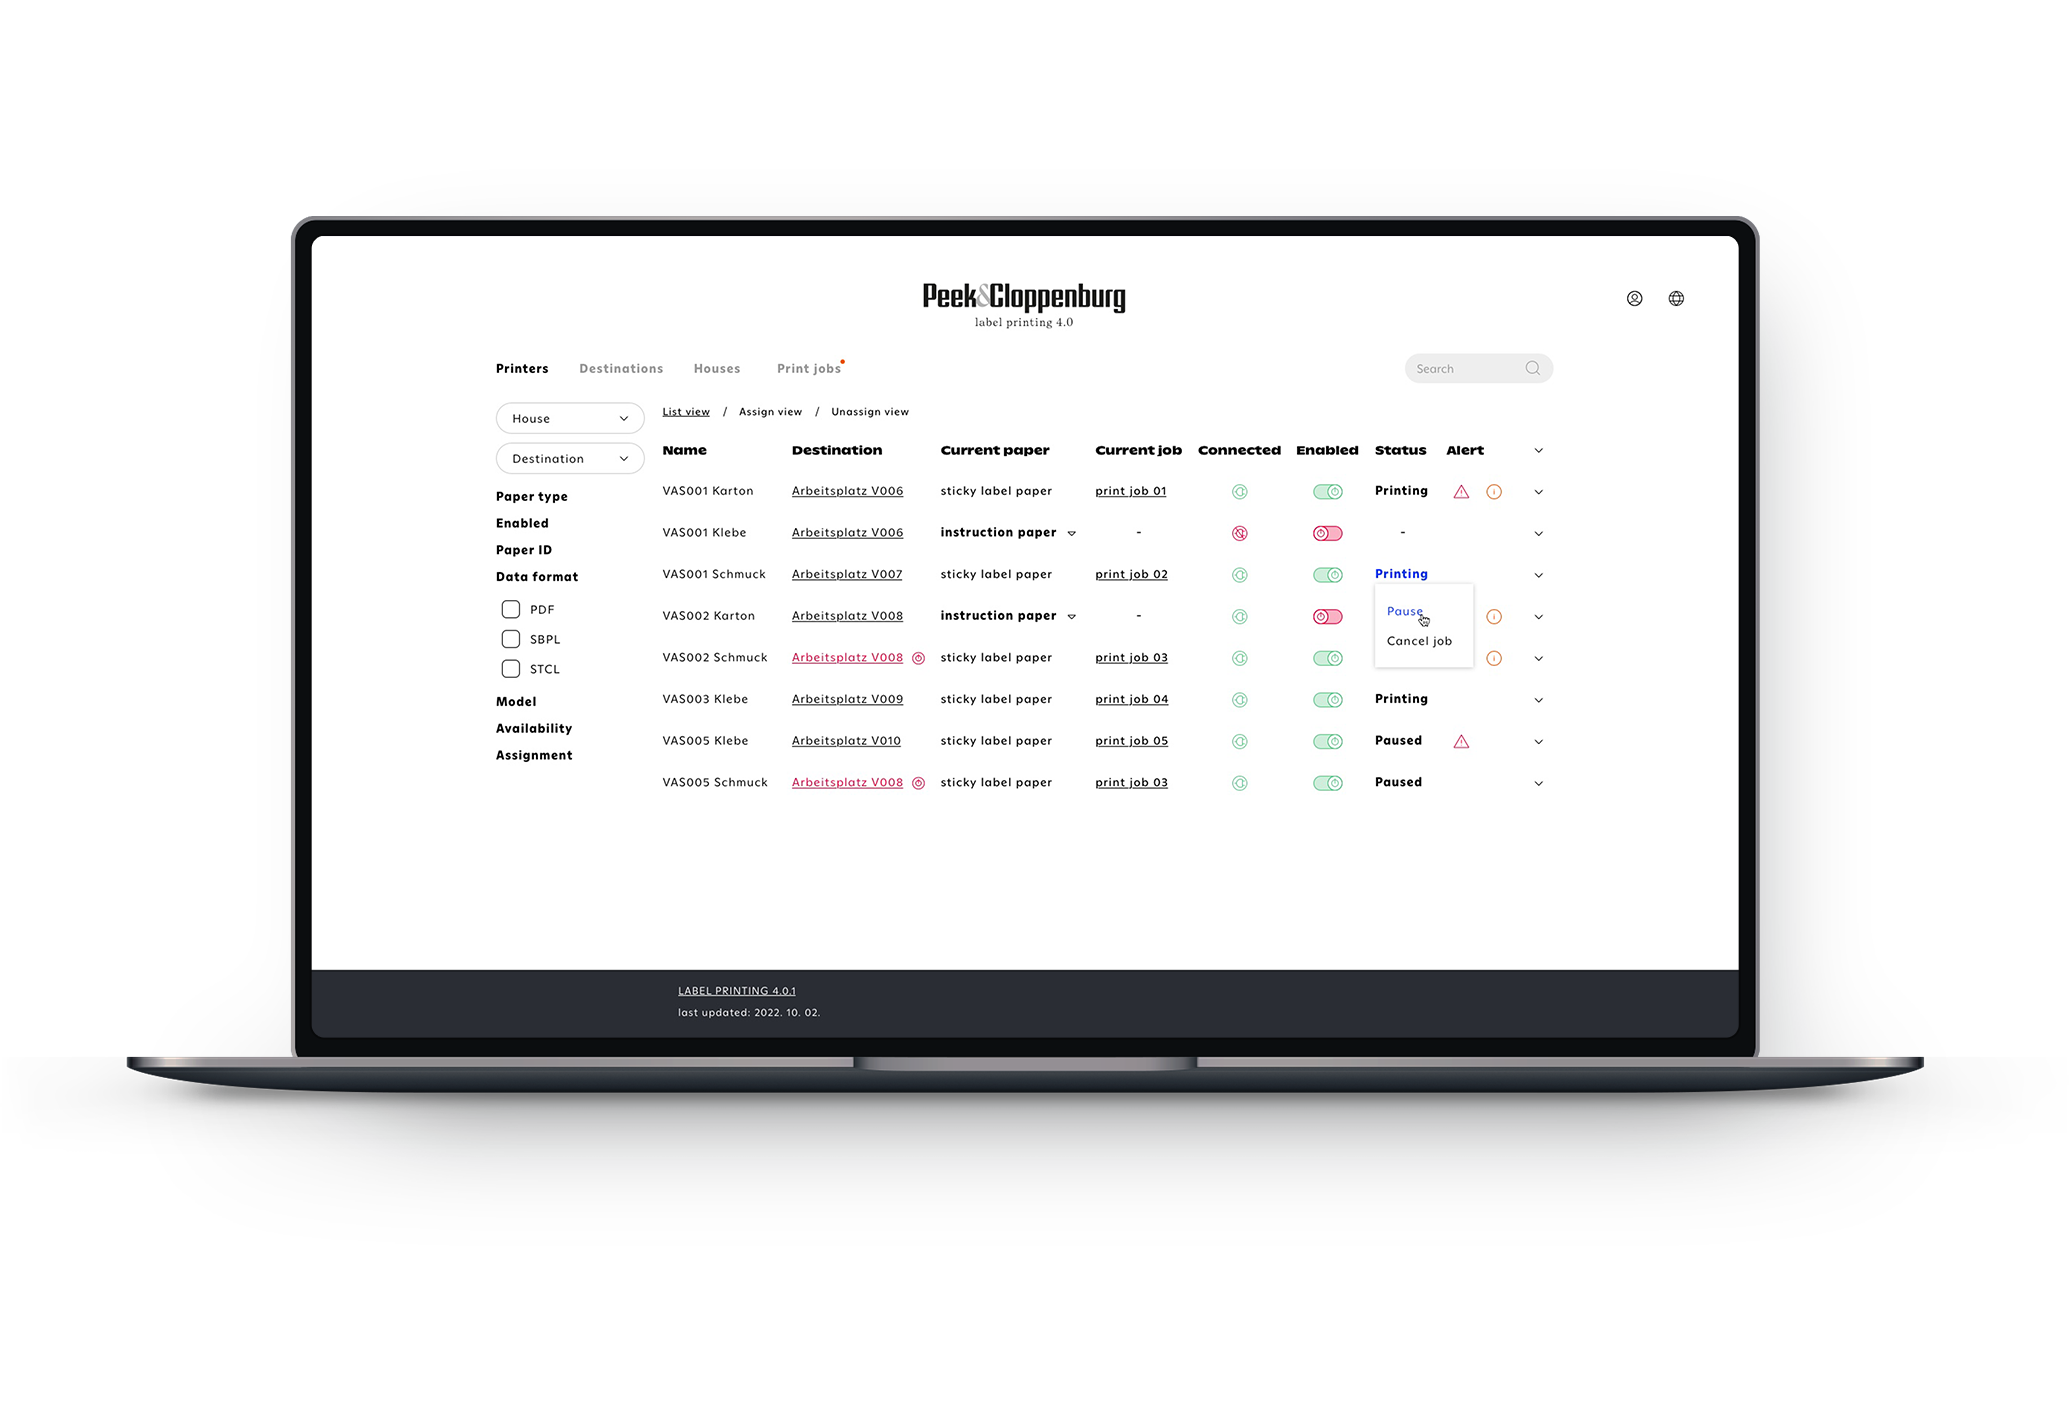 Peek&Cloppenburg
label printing 4.0
Printers Destinations Houses Print jobs Search
House
Destination
Paper type
Enabled
Paper ID
Data format
PDF
SBPL
STCL
Model
Availability
Assignment
List view / Assign view / Unassign view
Name Destination Current paper Current job Connected Enabled Status Alert
VAS001 Karton Arbeitsplatz V006 sticky label paper print job 01 Printing
VAS001 Klebe Arbeitsplatz V006 instruction paper - -
VAS001 Schmuck Arbeitsplatz V007 sticky label paper print job 02 Printing
VAS002 Karton Arbeitsplatz V008 instruction paper -
VAS002 Schmuck Arbeitsplatz V008 sticky label paper print job 03
VAS003 Klebe Arbeitsplatz V009 sticky label paper print job 04 Printing
VAS005 Klebe Arbeitsplatz V010 sticky label paper print job 05 Paused
VAS005 Schmuck Arbeitsplatz V008 sticky label paper print job 03 Paused
Pause
Cancel job
LABEL PRINTING 4.0.1
last updated: 2022. 10. 02.